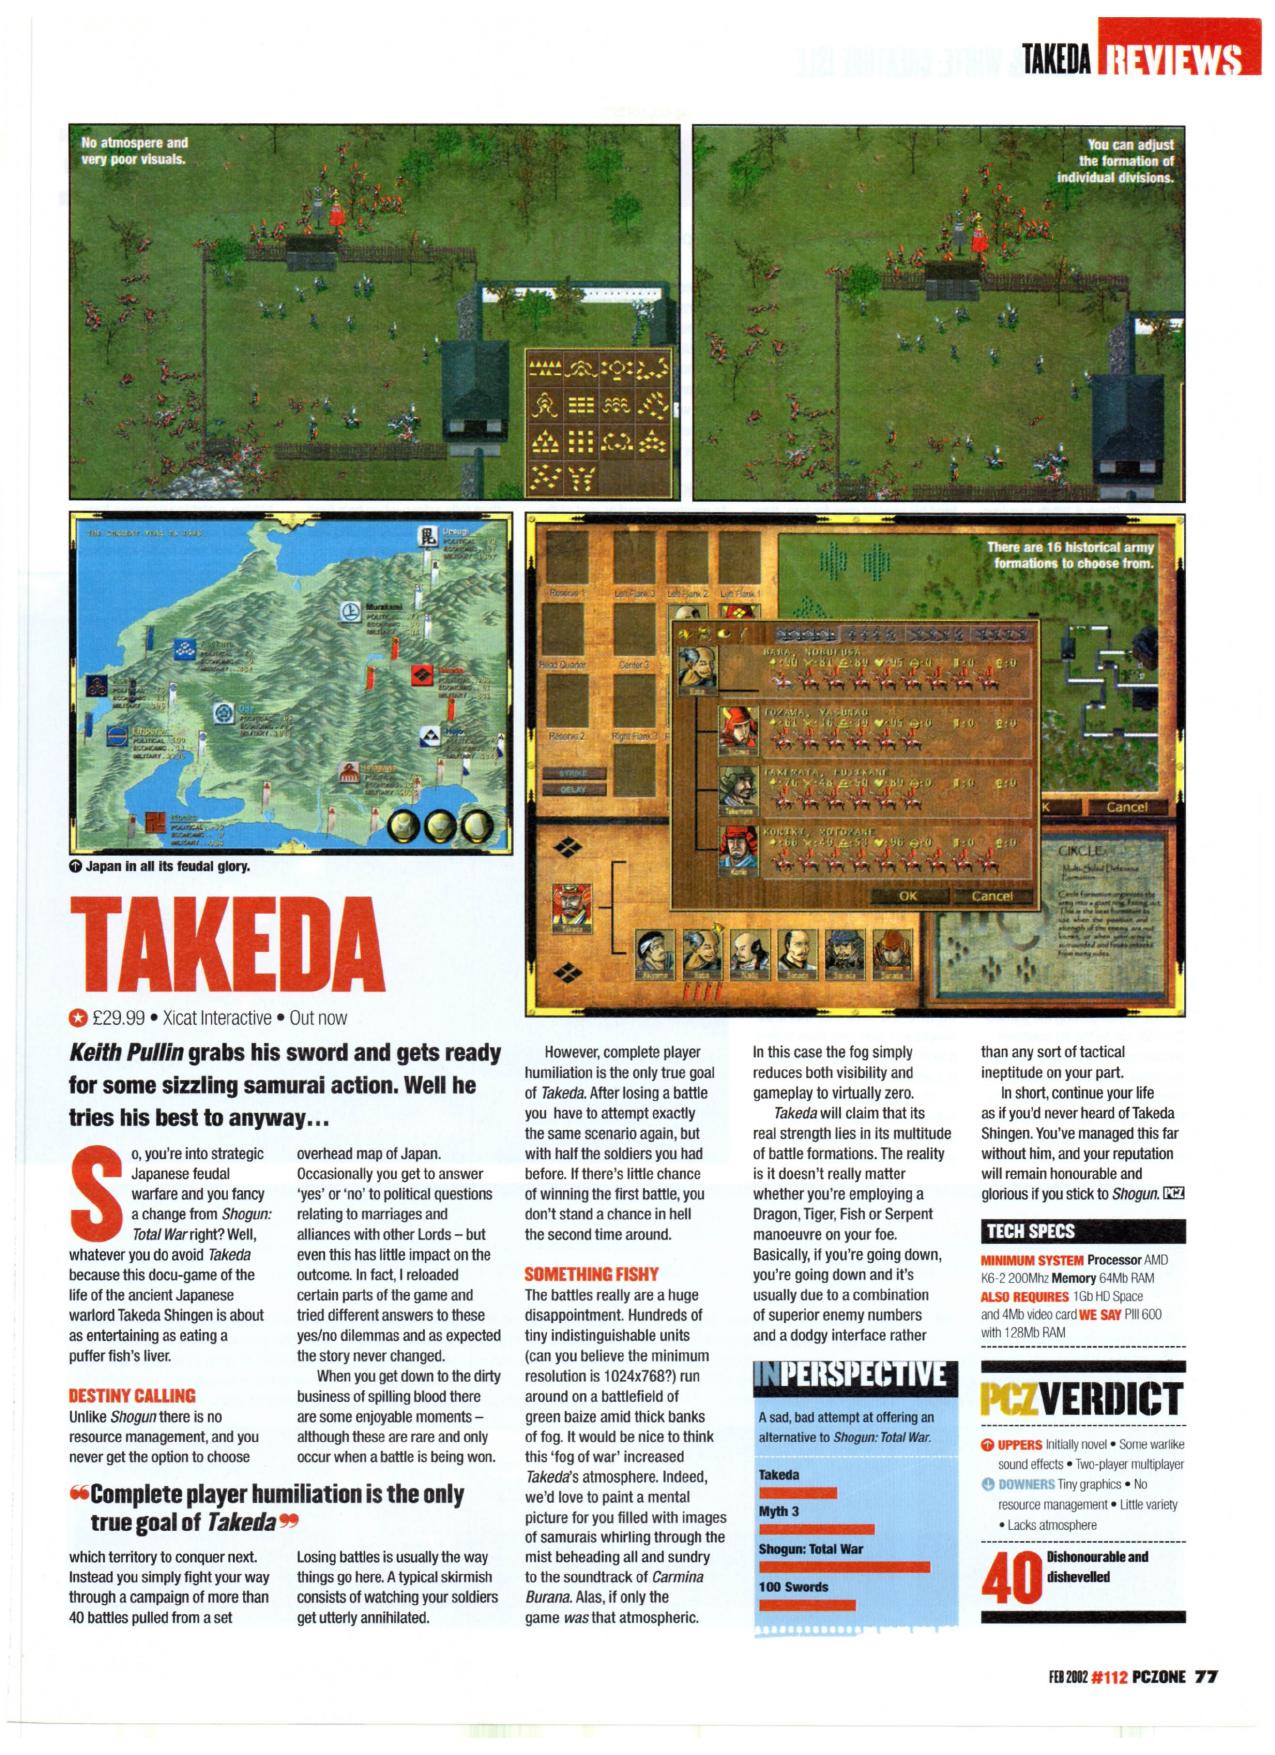 TAKEDA REVIEWS
No atmospere and
very poor visuals.
You can adjust
the formation of
individual divisions.
There are 16 historical army
formations to choose from.
Reserve 1
Left Flank 3
Left Flank 2
Left Flank 1
Head Quader
Center 3
Reserve 2
Right Flank 3
STRIKE
DELAY
BABA, NOBUFUSA
TOZAWA, YASUNAO
OK
Cancel
Cancel
CIRCLE:
Murakami
Takeda
Japan in all its feudal glory.
TAKEDA
£29.99 • Xicat Interactive • Out now
Keith Pullin grabs his sword and gets ready
for some sizzling samurai action. Well he
tries his best to anyway...
So, you're into strategic
Japanese feudal
warfare and you fancy
a change from Shogun:
Total War right? Well,
whatever you do avoid Takeda
because this docu-game of the
life of the ancient Japanese
warlord Takeda Shingen is about
as entertaining as eating a
puffer fish's liver.
DESTINY CALLING
Unlike Shogun there is no
resource management, and you
never get the option to choose
which territory to conquer next.
Instead you simply fight your way
through a campaign of more than
40 battles pulled from a set
overhead map of Japan.
Occasionally you get to answer
'yes' or 'no' to political questions
relating to marriages and
alliances with other Lords – but
even this has little impact on the
outcome. In fact, I reloaded
certain parts of the game and
tried different answers to these
yes/no dilemmas and as expected
the story never changed.
When you get down to the dirty
business of spilling blood there
are some enjoyable moments –
although these are rare and only
occur when a battle is being won.
Losing battles is usually the way
things go here. A typical skirmish
consists of watching your soldiers
get utterly annihilated.
“Complete player humiliation is the only
true goal of Takeda”
However, complete player
humiliation is the only true goal
of Takeda. After losing a battle
you have to attempt exactly
the same scenario again, but
with half the soldiers you had
before. If there's little chance
of winning the first battle, you
don't stand a chance in hell
the second time around.
SOMETHING FISHY
The battles really are a huge
disappointment. Hundreds of
tiny indistinguishable units
(can you believe the minimum
resolution is 1024x768?) run
around on a battlefield of
green baize amid thick banks
of fog. It would be nice to think
this 'fog of war' increased
Takeda's atmosphere. Indeed,
we'd love to paint a mental
picture for you filled with images
of samurais whirling through the
mist beheading all and sundry
to the soundtrack of Carmina
Burana. Alas, if only the
game was that atmospheric.
In this case the fog simply
reduces both visibility and
gameplay to virtually zero.
Takeda will claim that its
real strength lies in its multitude
of battle formations. The reality
is it doesn't really matter
whether you're employing a
Dragon, Tiger, Fish or Serpent
manoeuvre on your foe.
Basically, if you're going down,
you're going down and it's
usually due to a combination
of superior enemy numbers
and a dodgy interface rather
than any sort of tactical
ineptitude on your part.
In short, continue your life
as if you'd never heard of Takeda
Shingen. You've managed this far
without him, and your reputation
will remain honourable and
glorious if you stick to Shogun. PCZ
INPERSPECTIVE
A sad, bad attempt at offering an
alternative to Shogun: Total War.
Takeda
Myth 3
Shogun: Total War
100 Swords
TECH SPECS
MINIMUM SYSTEM Processor AMD
K6-2 200Mhz Memory 64Mb RAM
ALSO REQUIRES 1Gb HD Space
and 4Mb video card WE SAY PIII 600
with 128Mb RAM
PCZVERDICT
UPPERS Initially novel • Some warlike
sound effects • Two-player multiplayer
DOWNERS Tiny graphics • No
resource management • Little variety
• Lacks atmosphere
40 Dishonourable and
dishevelled
FEB 2002 #112 PCZONE 77